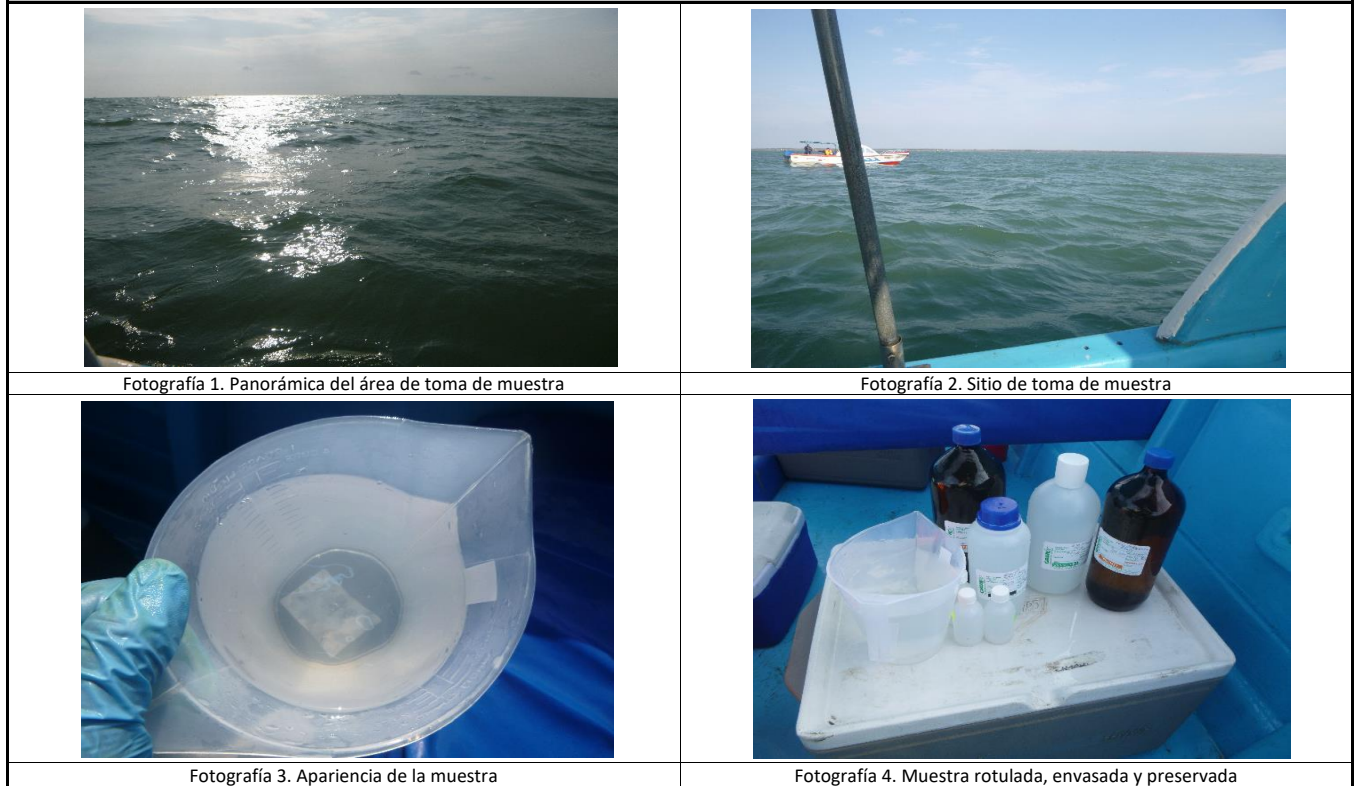 Fotografía 1. Panorámica del área de toma de muestra
Fotografía 2. Sitio de toma de muestra
Fotografía 3. Apariencia de la muestra
Fotografía 4. Muestra rotulada, envasada y preservada